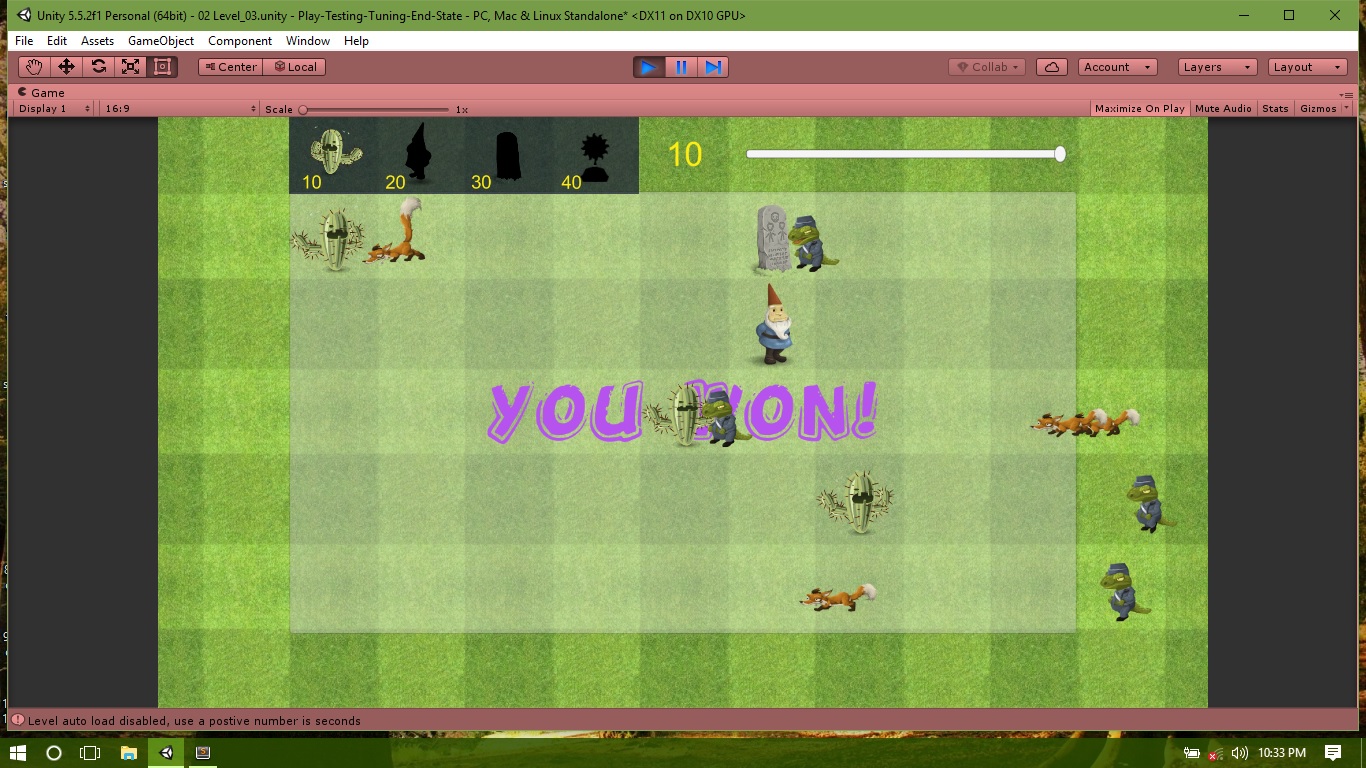 Unity 5.5.2f1 Personal (64bit) - 02 Level_03.unity - Play-Testing-Tuning-End-State - PC, Mac & Linux Standalone* <DX11 on DX10 GPU>
File Edit Assets GameObject Component Window Help
Center Local Collab Account Layers Layout
Game
Display 1 16:9 Scale 1x Maximize On Play Mute Audio Stats Gizmos
10
10 20 30 40
YOU WON!
Level auto load disabled, use a postive number is seconds
10:33 PM